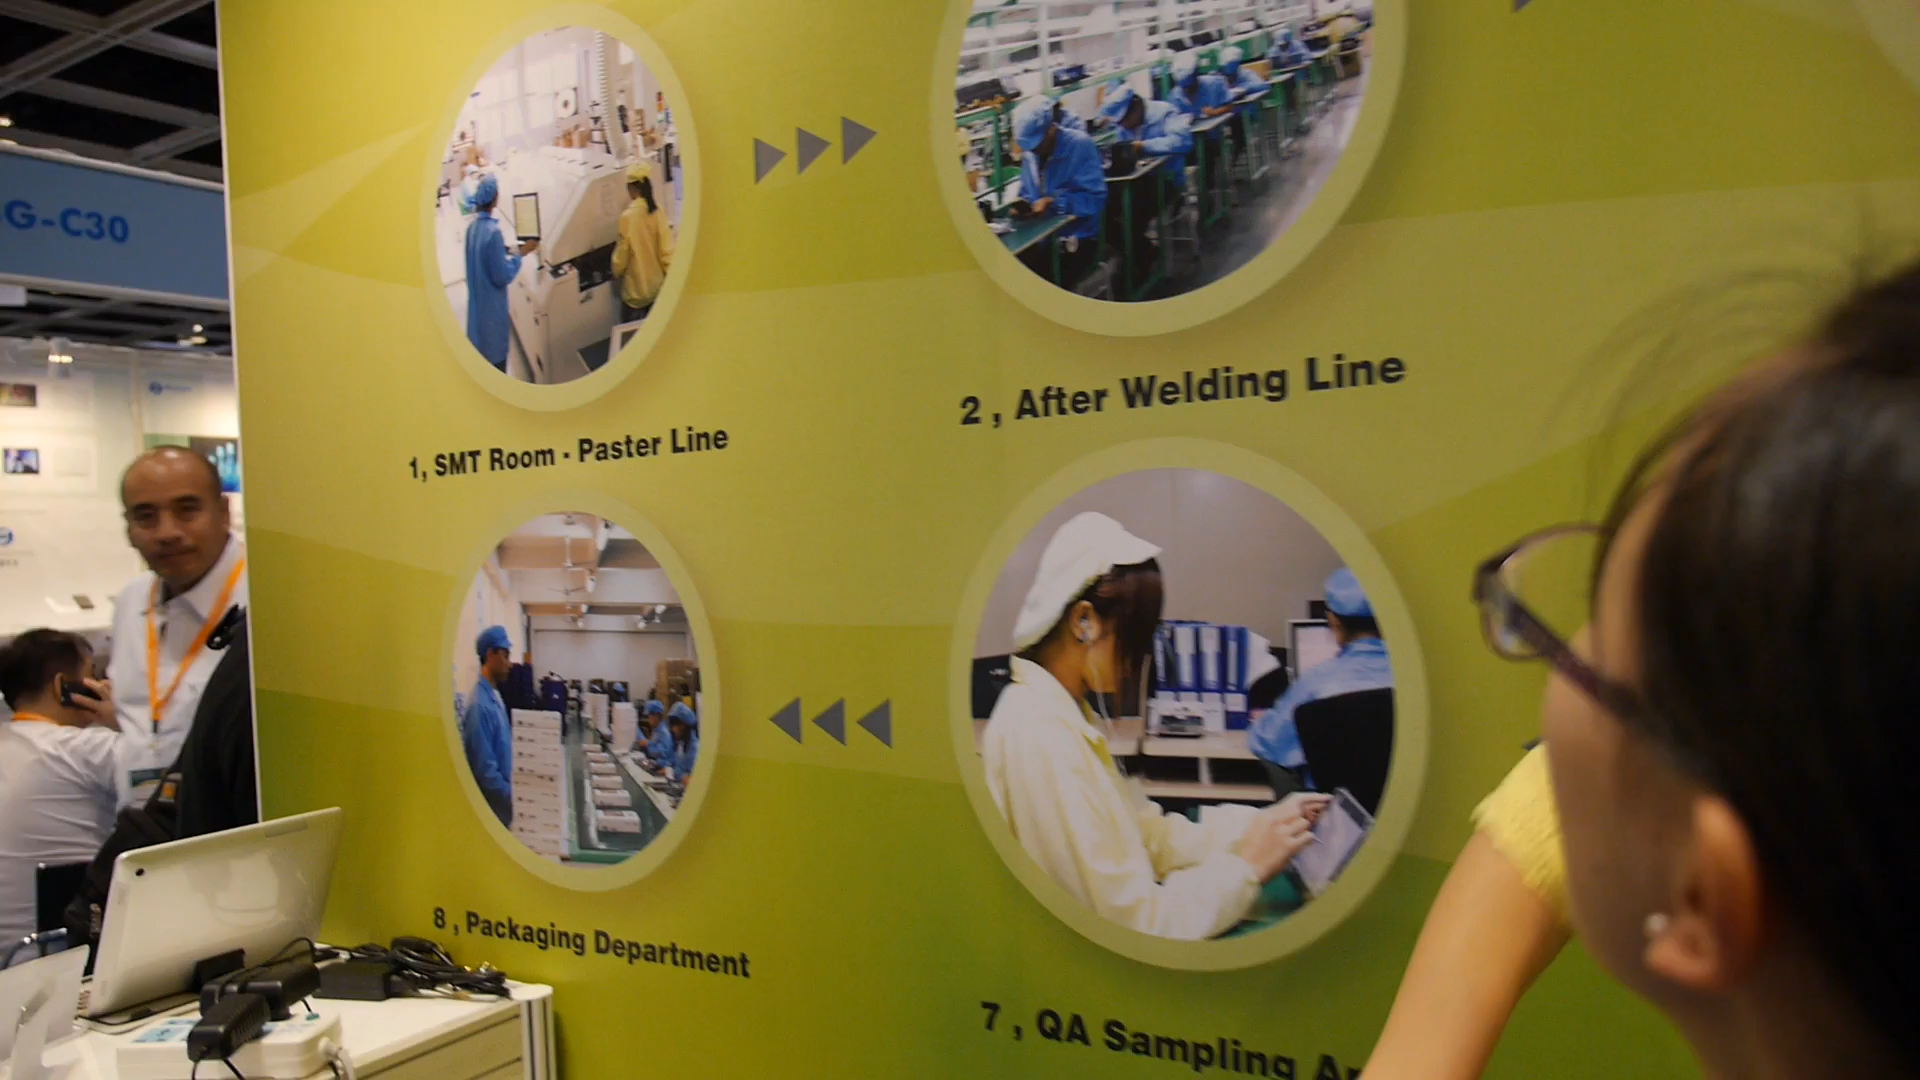 G-C30
1, SMT Room - Paster Line
2 , After Welding Line
8 , Packaging Department
7 , QA Sampling